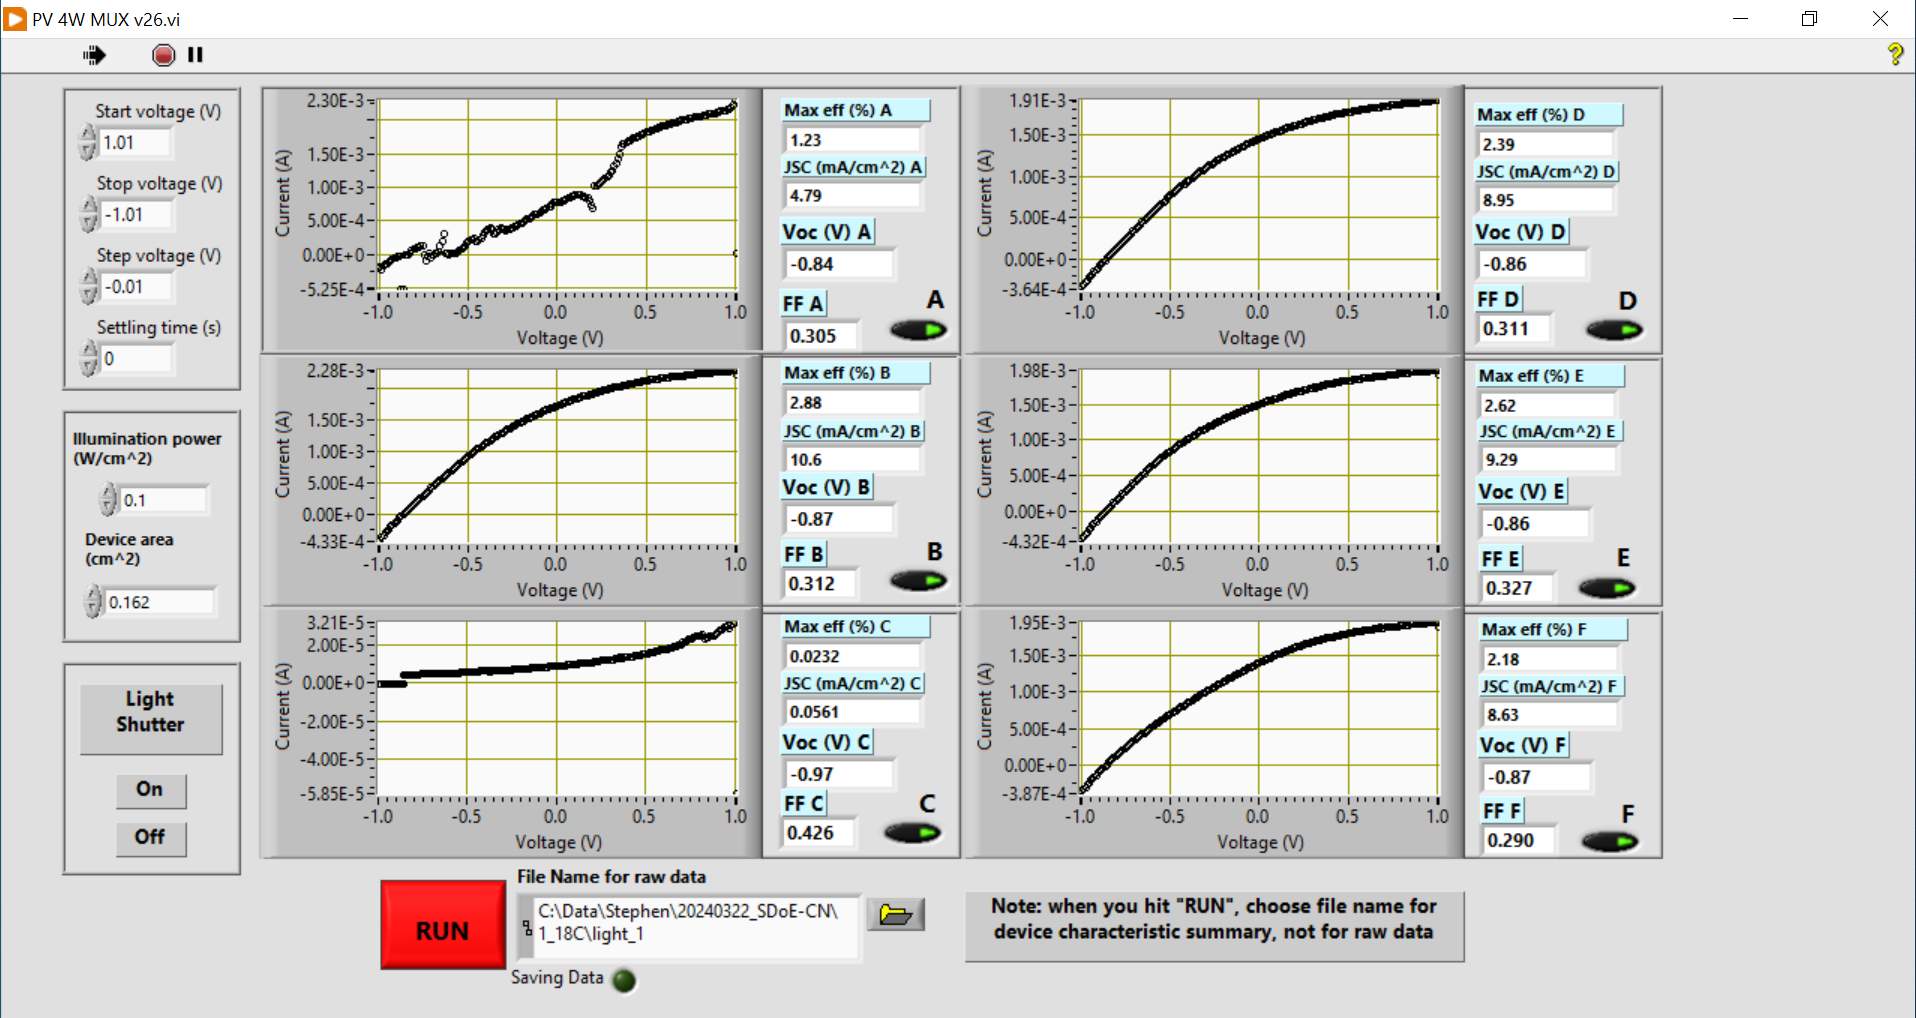 PV 4W MUX v26.vi
Start voltage (V)
1.01
Stop voltage (V)
-1.01
Step voltage (V)
-0.01
Settling time (s)
0
Illumination power
(W/cm^2)
0.1
Device area
(cm^2)
0.162
Light
Shutter
On
Off
2.30E-3
1.50E-3
1.00E-3
5.00E-4
0.00E+0
-5.25E-4
Current (A)
-1.0 -0.5 0.0 0.5 1.0
Voltage (V)
Max eff (%) A
1.23
JSC (mA/cm^2) A
4.79
Voc (V) A
-0.84
FF A
0.305
A
1.91E-3
1.50E-3
1.00E-3
5.00E-4
0.00E+0
-3.64E-4
Current (A)
-1.0 -0.5 0.0 0.5 1.0
Voltage (V)
Max eff (%) D
2.39
JSC (mA/cm^2) D
8.95
Voc (V) D
-0.86
FF D
0.311
D
2.28E-3
1.50E-3
1.00E-3
5.00E-4
0.00E+0
-4.33E-4
Current (A)
-1.0 -0.5 0.0 0.5 1.0
Voltage (V)
Max eff (%) B
2.88
JSC (mA/cm^2) B
10.6
Voc (V) B
-0.87
FF B
0.312
B
1.98E-3
1.50E-3
1.00E-3
5.00E-4
0.00E+0
-4.32E-4
Current (A)
-1.0 -0.5 0.0 0.5 1.0
Voltage (V)
Max eff (%) E
2.62
JSC (mA/cm^2) E
9.29
Voc (V) E
-0.86
FF E
0.327
E
3.21E-5
2.00E-5
0.00E+0
-2.00E-5
-4.00E-5
-5.85E-5
Current (A)
-1.0 -0.5 0.0 0.5 1.0
Voltage (V)
Max eff (%) C
0.0232
JSC (mA/cm^2) C
0.0561
Voc (V) C
-0.97
FF C
0.426
C
1.95E-3
1.50E-3
1.00E-3
5.00E-4
0.00E+0
-3.87E-4
Current (A)
-1.0 -0.5 0.0 0.5 1.0
Voltage (V)
Max eff (%) F
2.18
JSC (mA/cm^2) F
8.63
Voc (V) F
-0.87
FF F
0.290
F
RUN
File Name for raw data
C:\Data\Stephen\20240322_SDoE-CN\
1_18C\light_1
Saving Data
Note: when you hit "RUN", choose file name for
device characteristic summary, not for raw data